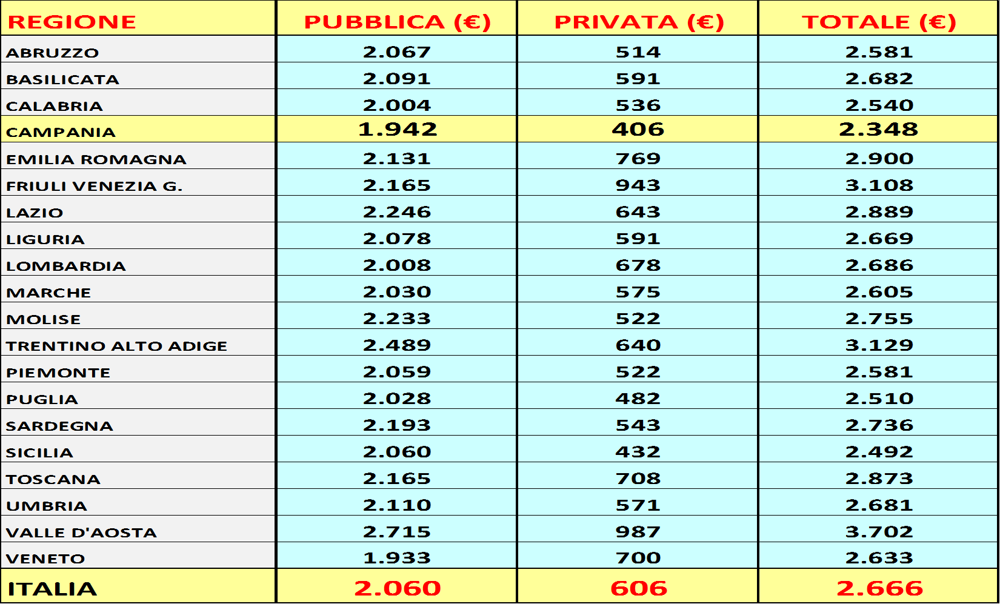 REGIONE PUBBLICA (€) PRIVATA (€) TOTALE (€)
ABRUZZO 2.067 514 2.581
BASILICATA 2.091 591 2.682
CALABRIA 2.004 536 2.540
CAMPANIA 1.942 406 2.348
EMILIA ROMAGNA 2.131 769 2.900
FRIULI VENEZIA G. 2.165 943 3.108
LAZIO 2.246 643 2.889
LIGURIA 2.078 591 2.669
LOMBARDIA 2.008 678 2.686
MARCHE 2.030 575 2.605
MOLISE 2.233 522 2.755
TRENTINO ALTO ADIGE 2.489 640 3.129
PIEMONTE 2.059 522 2.581
PUGLIA 2.028 482 2.510
SARDEGNA 2.193 543 2.736
SICILIA 2.060 432 2.492
TOSCANA 2.165 708 2.873
UMBRIA 2.110 571 2.681
VALLE D'AOSTA 2.715 987 3.702
VENETO 1.933 700 2.633
ITALIA 2.060 606 2.666